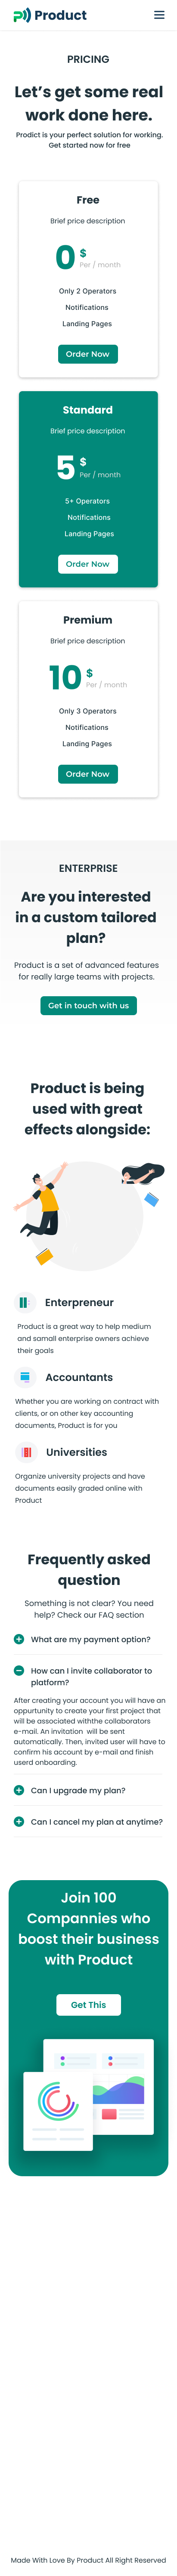 Product
PRICING
Let's get some real
work done here.
Prodict is your perfect solution for working.
Get started now for free
Free
Brief price description
0 $
Per / month
Only 2 Operators
Notifications
Landing Pages
Order Now
Standard
Brief price description
5 $
Per / month
5+ Operators
Notifications
Landing Pages
Order Now
Premium
Brief price description
10 $
Per / month
Only 3 Operators
Notifications
Landing Pages
Order Now
ENTERPRISE
Are you interested
in a custom tailored
plan?
Product is a set of advanced features
for really large teams with projects.
Get in touch with us
Product is being
used with great
effects alongside:
Enterpreneur
Product is a great way to help medium
and samall enterprise owners achieve
their goals
Accountants
Whether you are working on contract with
clients, or on other key accounting
documents, Product is for you
Universities
Organize university projects and have
documents easily graded online with
Product
Frequently asked
question
Something is not clear? You need
help? Check our FAQ section
What are my payment option?
How can I invite collaborator to
platform?
After creating your account you will have an
oppurtunity to create your first project that
will be associated withthe collaborators
e-mail. An invitation will be sent
automatically. Then, invited user will have to
confirm his account by e-mail and finish
userd onboarding.
Can I upgrade my plan?
Can I cancel my plan at anytime?
Join 100
Compannies who
boost their business
with Product
Get This
Made With Love By Product All Right Reserved